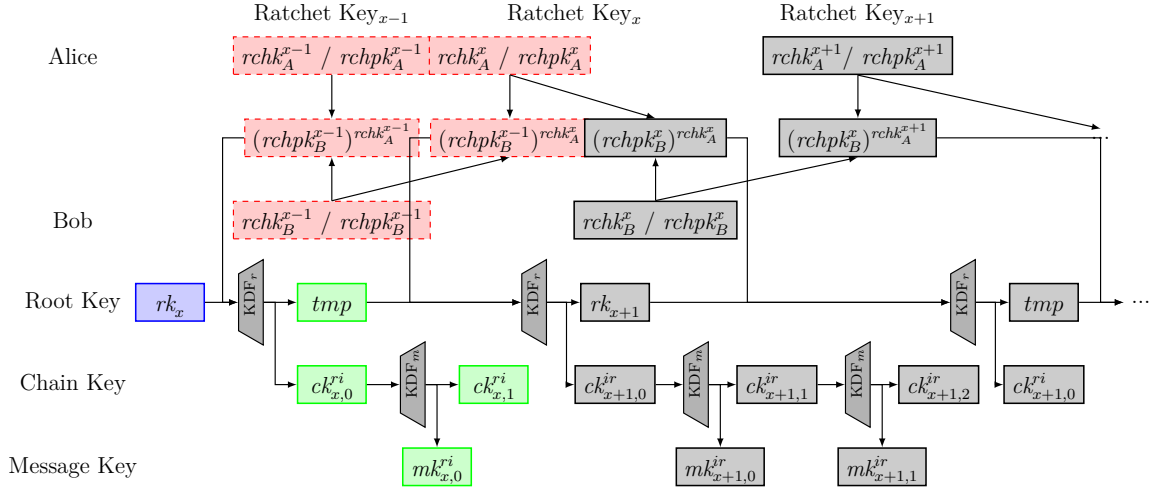 Ratchet Key_{x−1} Ratchet Key_x Ratchet Key_{x+1}
Alice rchk_A^{x−1} / rchpk_A^{x−1} rchk_A^x / rchpk_A^x rchk_A^{x+1} / rchpk_A^{x+1}
(rchpk_B^{x−1})^{rchk_A^{x−1}} (rchpk_B^{x−1})^{rchk_A^x} (rchpk_B^x)^{rchk_A^x} (rchpk_B^x)^{rchk_A^{x+1}} ...
Bob rchk_B^{x−1} / rchpk_B^{x−1} rchk_B^x / rchpk_B^x
Root Key rk_x KDF_r tmp KDF_r rk_{x+1} KDF_r tmp ...
Chain Key ck_{x,0}^{ri} KDF_m ck_{x,1}^{ri} ck_{x+1,0}^{ir} KDF_m ck_{x+1,1}^{ir} KDF_m ck_{x+1,2}^{ir} ck_{x+1,0}^{ri}
Message Key mk_{x,0}^{ri} mk_{x+1,0}^{ir} mk_{x+1,1}^{ir}